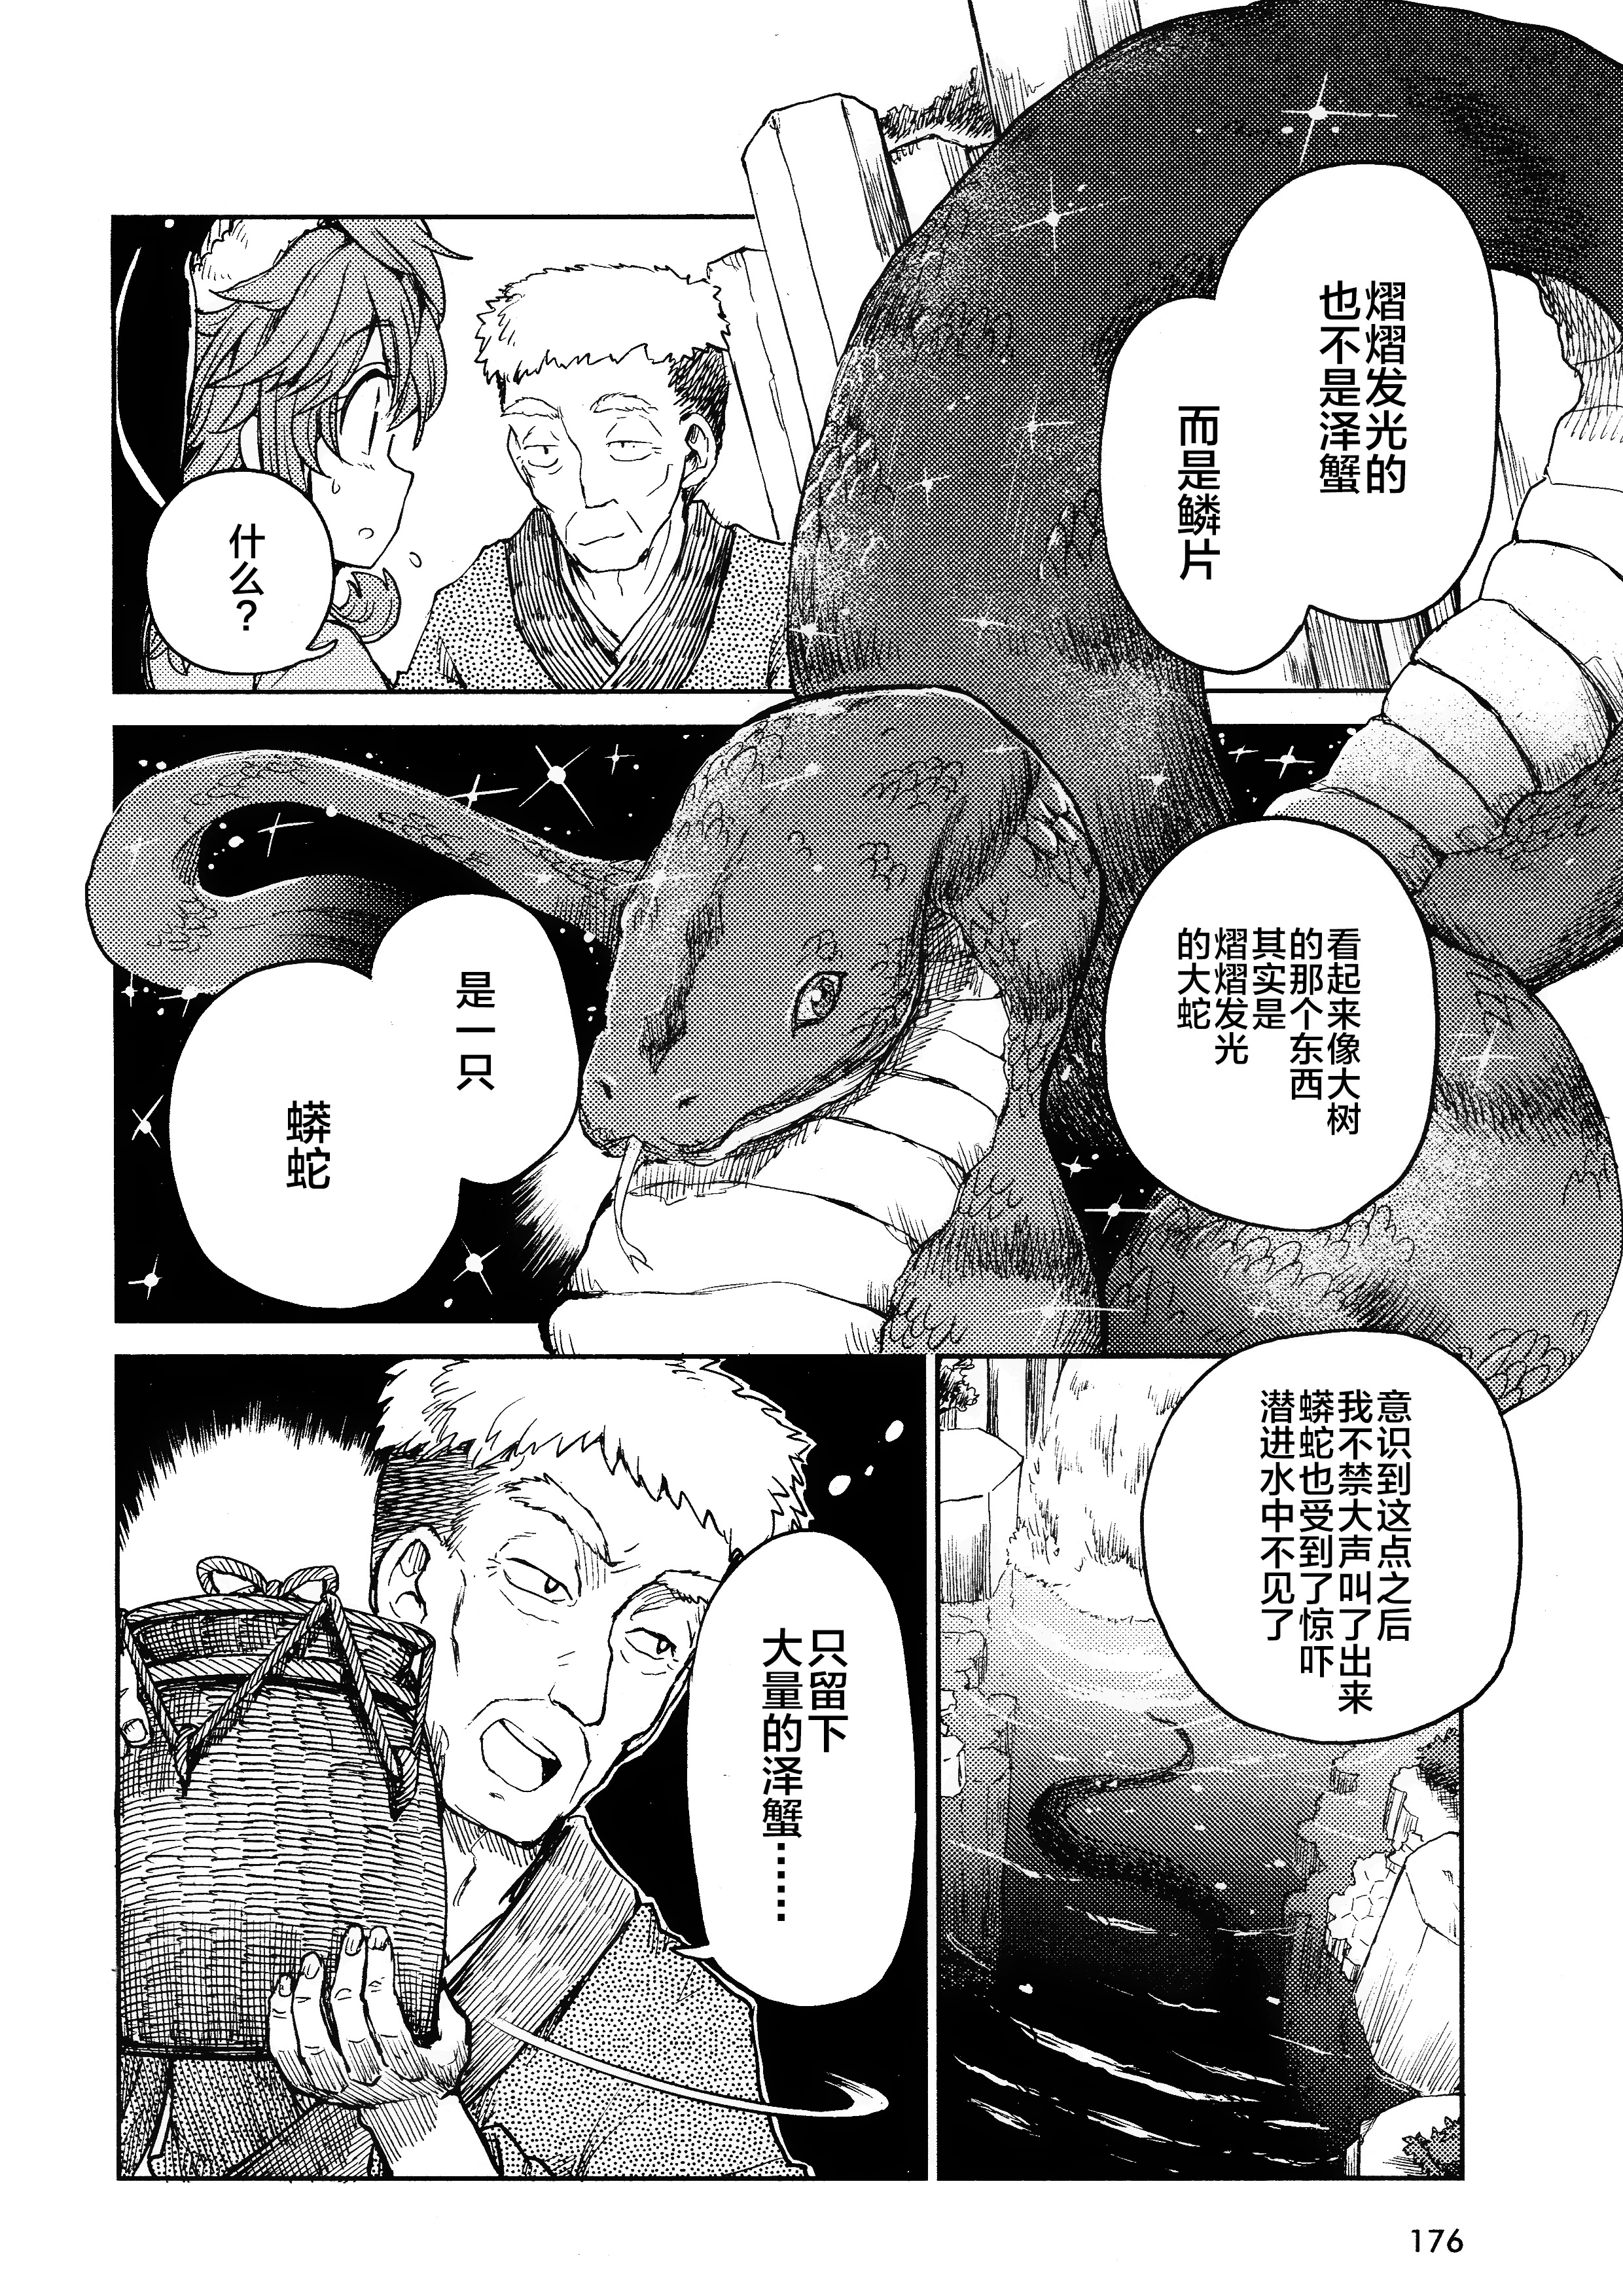 熠熠发光的
也不是泽蟹
而是鳞片
什么？
看起来像大树
的那个东西
其实是
熠熠发光
的大蛇
是一只
蟒蛇
意识到这点之后
我不禁大声叫了出来
蟒蛇也受到了惊吓
潜进水中不见了
只留下
大量的泽蟹……
176